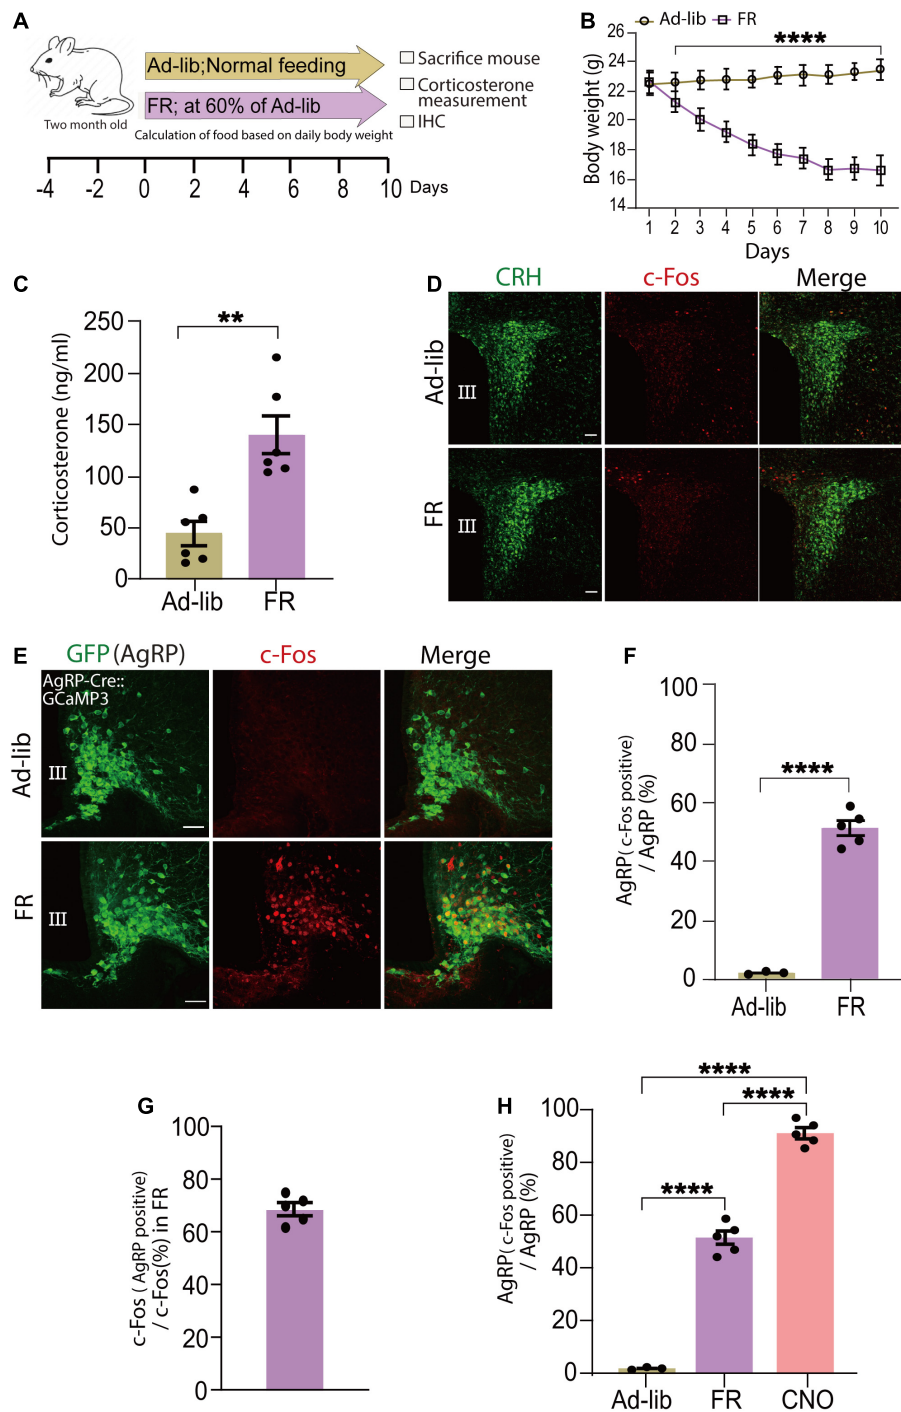 A
Ad-lib;Normal feeding
FR; at 60% of Ad-lib
Two month old
Calculation of food based on daily body weight
Sacrifice mouse
Corticosterone
measurement
IHC
-4 -2 0 2 4 6 8 10 Days
B
Ad-lib FR
****
Body weight (g)
26
24
22
20
18
16
14
1 2 3 4 5 6 7 8 9 10
Days
C
**
Corticosterone (ng/ml)
250
200
150
100
50
0
Ad-lib FR
D
CRH c-Fos Merge
Ad-lib
III
FR
III
E
GFP (AgRP) c-Fos Merge
AgRP-Cre::
GCaMP3
Ad-lib
III
FR
III
F
****
AgRP( c-Fos positive)
/ AgRP (%)
100
80
60
40
20
0
Ad-lib FR
G
c-Fos ( AgRP positive)
/ c-Fos(%) in FR
100
80
60
40
20
0
H
****
****
****
AgRP( c-Fos positive)
/ AgRP (%)
100
80
60
40
20
0
Ad-lib FR CNO